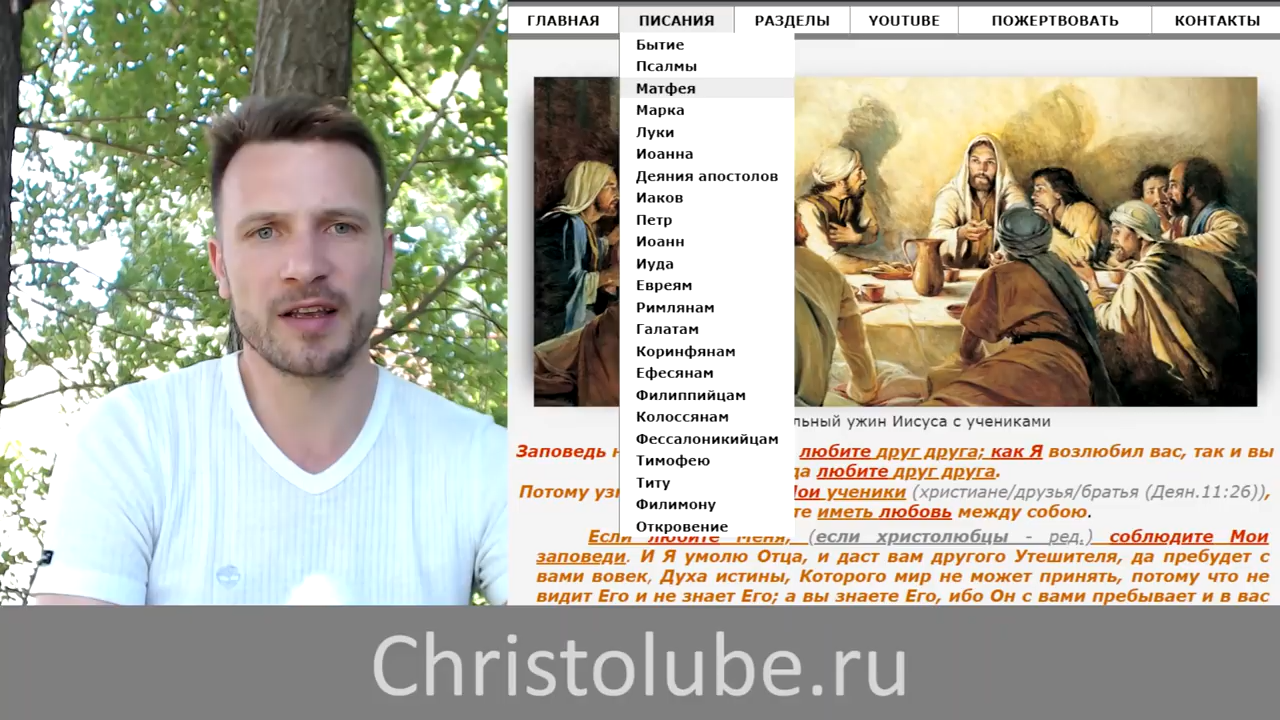 ГЛАВНАЯ ПИСАНИЯ РАЗДЕЛЫ YOUTUBE ПОЖЕРТВОВАТЬ КОНТАКТЫ
Бытие
Псалмы
Матфея
Марка
Луки
Иоанна
Деяния апостолов
Иаков
Петр
Иоанн
Иуда
Евреям
Римлянам
Галатам
Коринфянам
Ефесянам
Филиппийцам
Колоссянам
Фессалоникийцам
Тимофею
Титу
Филимону
Откровение
ужин Иисуса с учениками
Заповедь любите друг друга; как Я возлюбил вас, так и вы
любите друг друга.
Потому ученики (христиане/друзья/братья (Деян.11:26)),
иметь любовь между собою.
Если любите Меня, (если христолюбцы - ред.) соблюдите Мои
заповеди. И Я умолю Отца, и даст вам другого Утешителя, да пребудет с
вами вовек, Духа истины, Которого мир не может принять, потому что не
видит Его и не знает Его; а вы знаете Его, ибо Он с вами пребывает и в вас
Christolube.ru